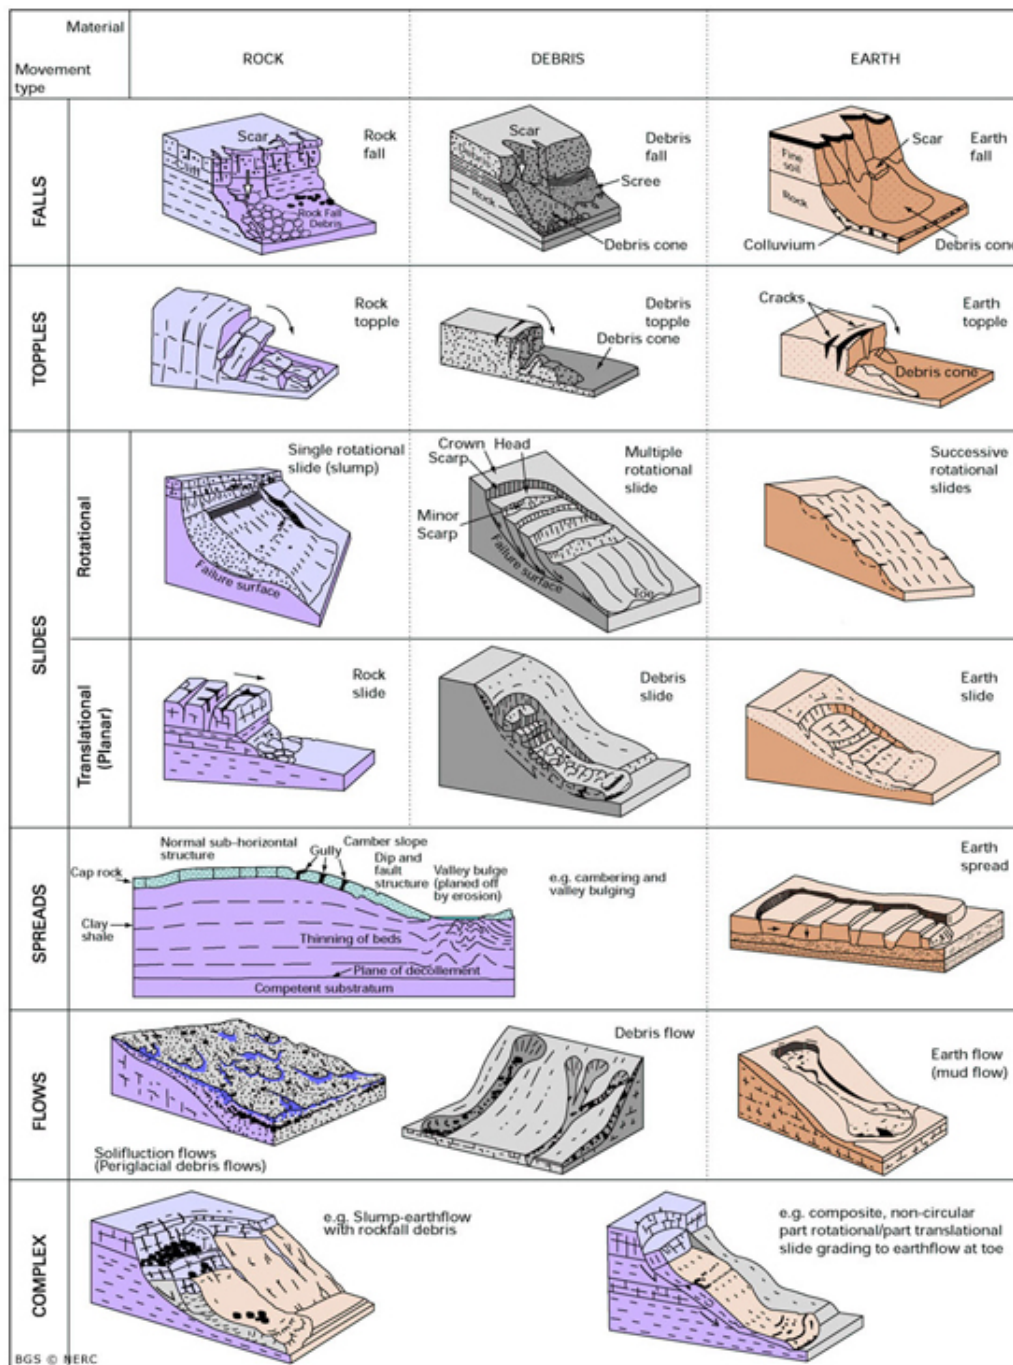 Material
Movement
type
ROCK
DEBRIS
EARTH
FALLS
Scar
Cliff
Rock Fall
Debris
Rock
fall
Scar
Debris
Rock
Scree
Debris cone
Debris
fall
Fine
soil
Rock
Scar
Colluvium
Debris cone
Earth
fall
TOPPLES
Rock
topple
Debris
topple
Debris cone
Cracks
Earth
topple
Debris cone
SLIDES
Rotational
Single rotational
slide (slump)
Failure surface
Crown
Head
Scarp
Minor
Scarp
Failure surface
Toe
Multiple
rotational
slide
Successive
rotational
slides
Translational
(Planar)
Rock
slide
Debris
slide
Earth
slide
SPREADS
Normal sub-horizontal
structure
Cap rock
Gully
Camber slope
Dip and
fault
structure
Valley bulge
(planed off
by erosion)
Clay
shale
Thinning of beds
Plane of decollement
Competent substratum
e.g. cambering and
valley bulging
Earth
spread
FLOWS
Solifluction flows
(Periglacial debris flows)
Debris flow
Earth flow
(mud flow)
COMPLEX
e.g. Slump-earthflow
with rockfall debris
e.g. composite, non-circular
part rotational/part translational
slide grading to earthflow at toe
BGS © NERC